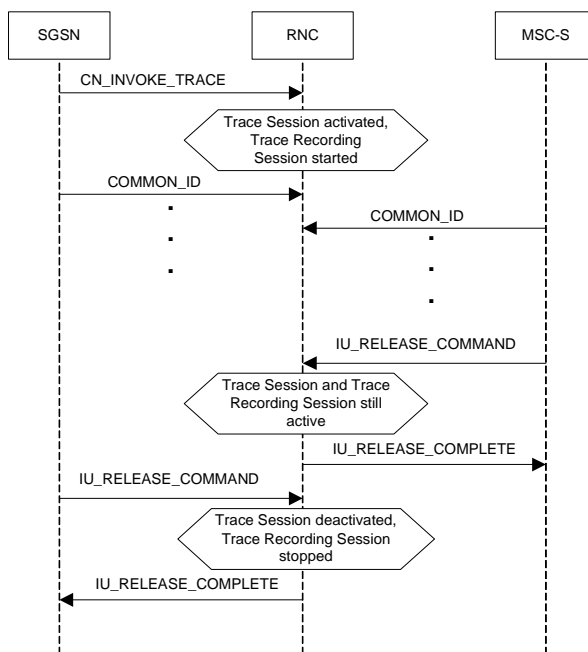 SGSN
RNC
MSC-S
CN_INVOKE_TRACE
Trace Session activated,
Trace Recording
Session started
COMMON_ID
COMMON_ID
IU_RELEASE_COMMAND
Trace Session and Trace
Recording Session still
active
IU_RELEASE_COMPLETE
IU_RELEASE_COMMAND
Trace Session deactivated,
Trace Recording Session
stopped
IU_RELEASE_COMPLETE